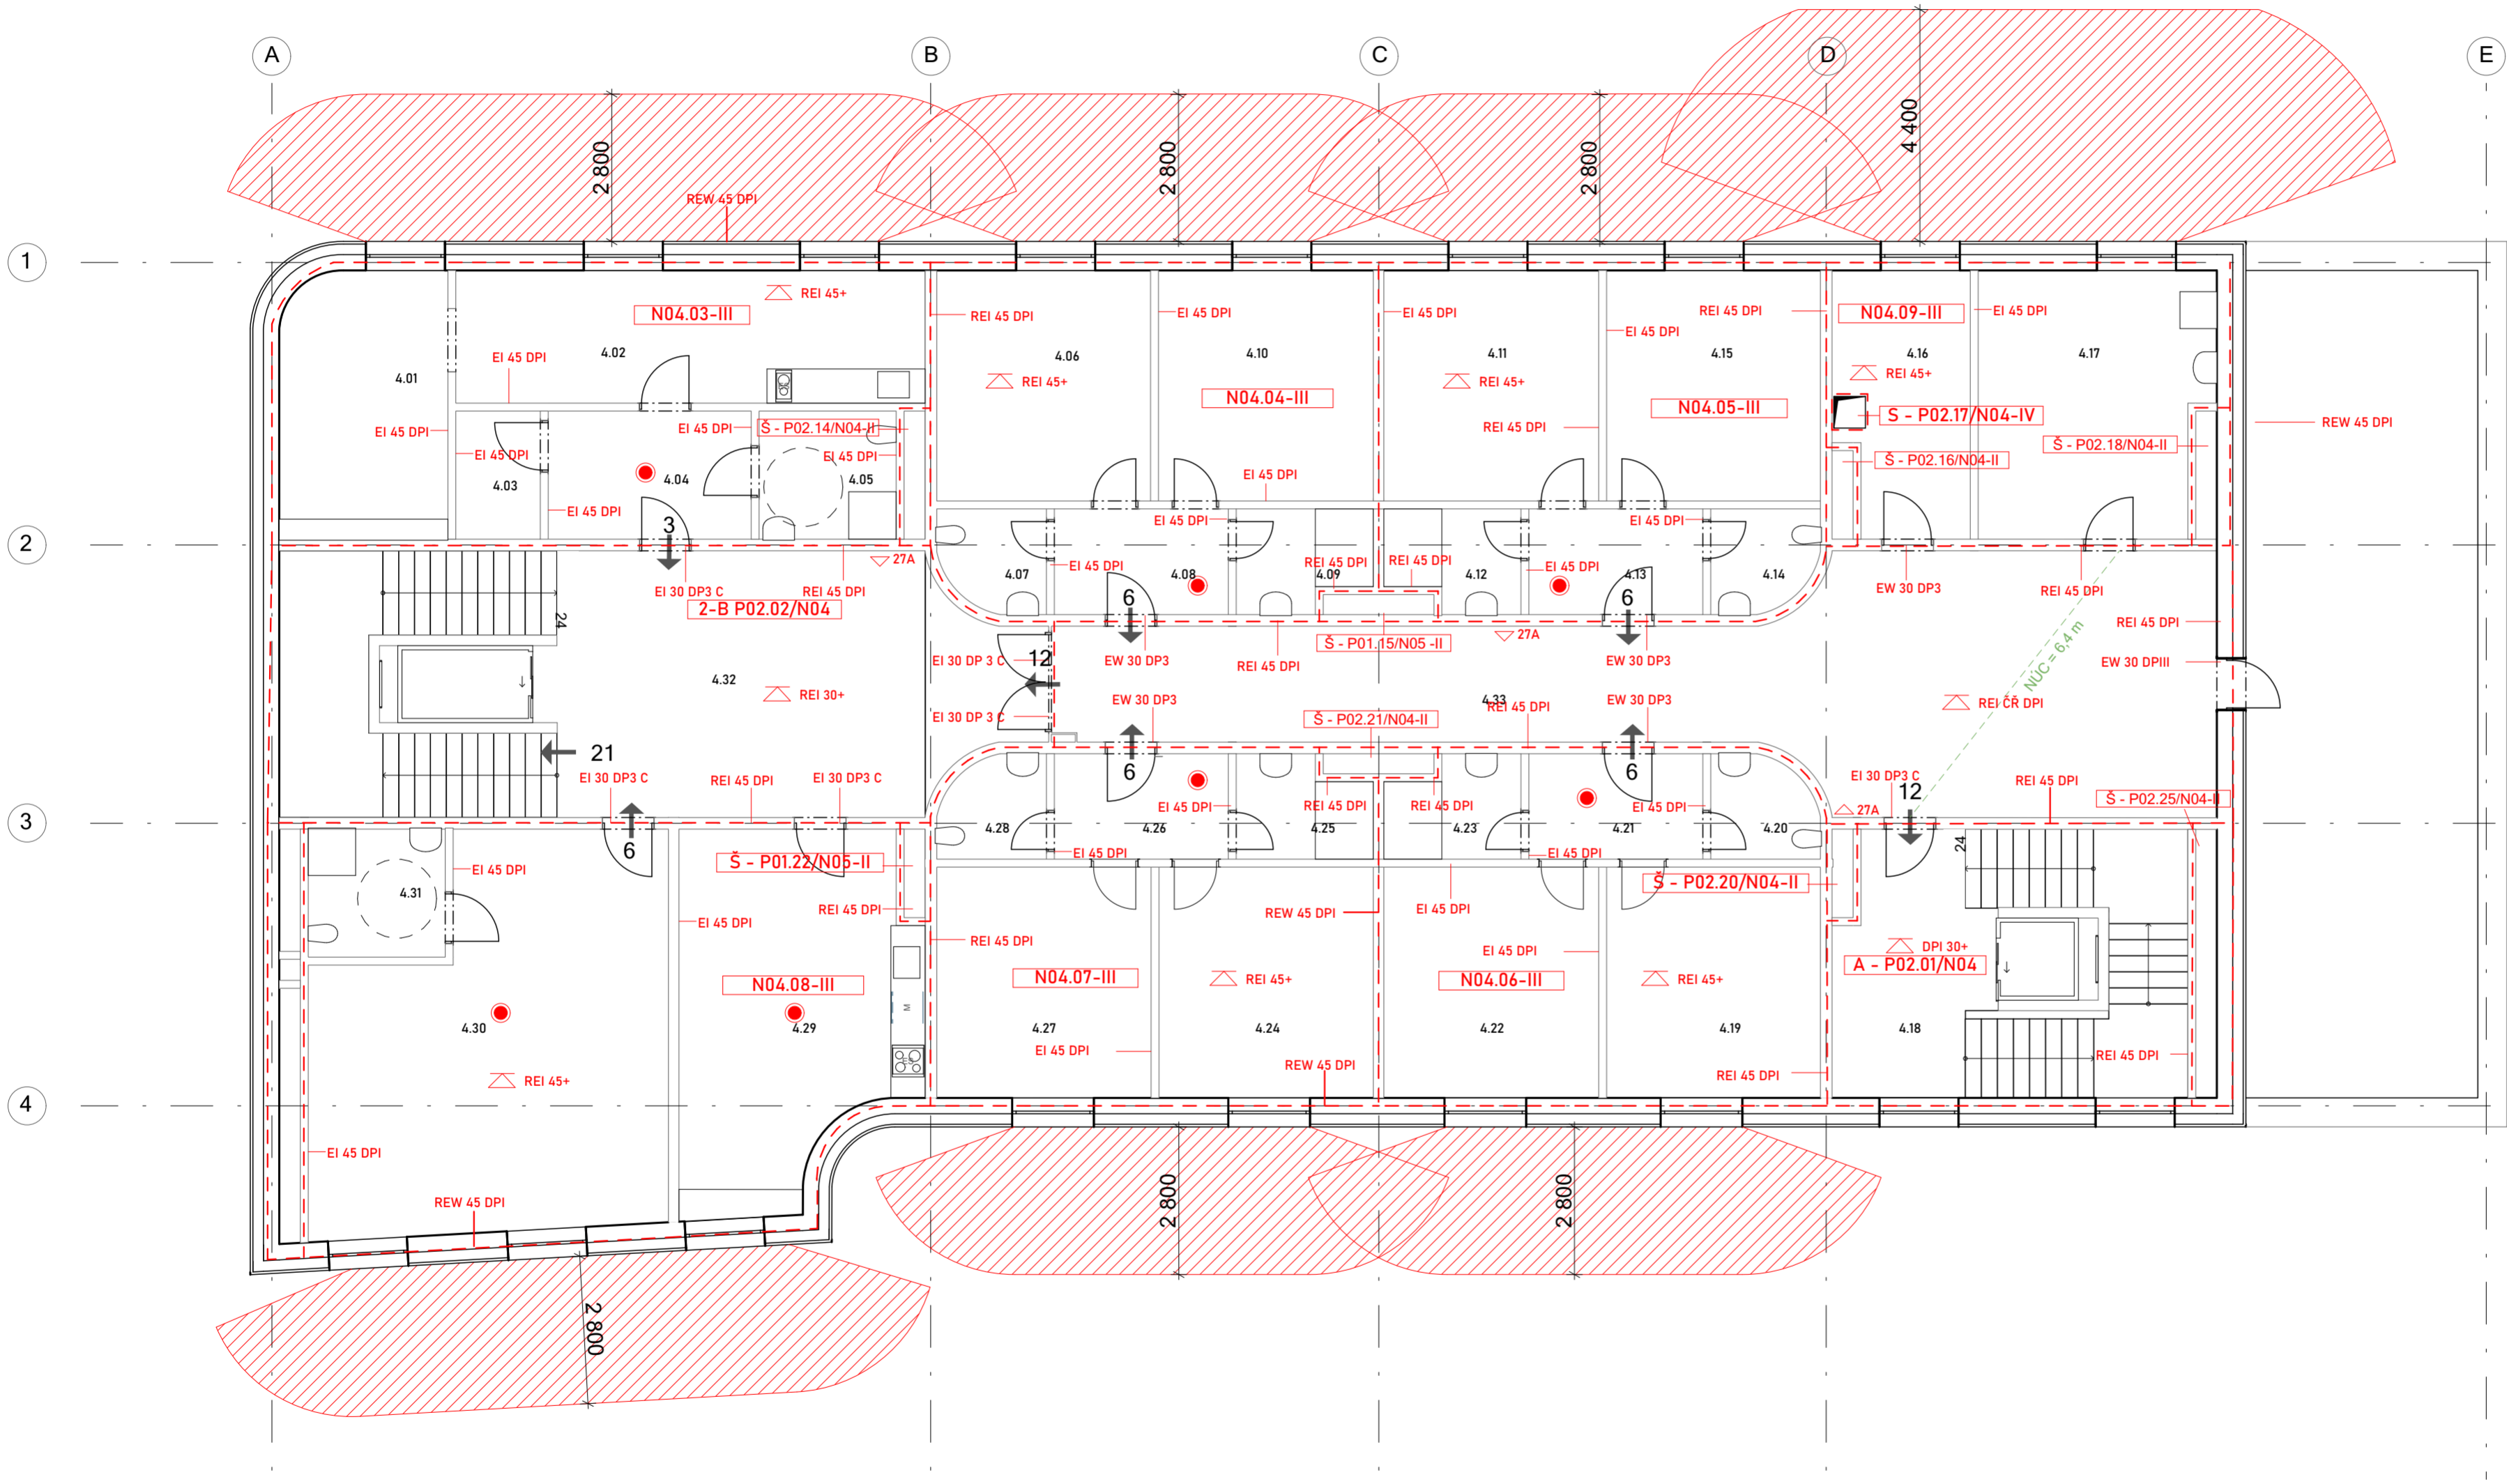 A
B
C
D
E
4 400
2 800
2 800
2 800
REW 45 DPI
1
N04.03-III
REI 45+
REI 45 DPI
EI 45 DPI
EI 45 DPI
REI 45 DPI
N04.09-III
EI 45 DPI
EI 45 DPI
EI 45 DPI
4.02
4.01
4.06
4.10
4.11
4.15
4.16
4.17
REI 45+
REI 45+
REI 45+
N04.04-III
N04.05-III
S - P02.17/N04-IV
REW 45 DPI
EI 45 DPI
EI 45 DPI
Š - P02.14/N04-II
REI 45 DPI
Š - P02.18/N04-II
EI 45 DPI
EI 45 DPI
Š - P02.16/N04-II
4.03
4.04
4.05
EI 45 DPI
EI 45 DPI
EI 45 DPI
EI 45 DPI
3
2
27A
EI 45 DPI
REI 45 DPI
REI 45 DPI
EI 45 DPI
4.07
4.08
4.09
4.12
4.13
4.14
EI 30 DP3 C
REI 45 DPI
EW 30 DP3
REI 45 DPI
2-B P02.02/N04
6
6
24
27A
REI 45 DPI
Š - P01.15/N05 -II
NÚC = 6,4 m
EI 30 DP 3 C
12
EW 30 DP3
REI 45 DPI
EW 30 DP3
EW 30 DPIII
4.32
REI 30+
EW 30 DP3
4.33
REI 45 DPI
EW 30 DP3
REI ČŘ DPI
EI 30 DP 3 C
Š - P02.21/N04-II
21
6
6
EI 30 DP3 C
REI 45 DPI
EI 30 DP3 C
EI 30 DP3 C
REI 45 DPI
12
Š - P02.25/N04-II
EI 45 DPI
REI 45 DPI
REI 45 DPI
EI 45 DPI
27A
3
4.28
4.26
4.25
4.23
4.21
4.20
6
24
EI 45 DPI
EI 45 DPI
Š - P01.22/N05-II
EI 45 DPI
Š - P02.20/N04-II
4.31
REI 45 DPI
EI 45 DPI
REW 45 DPI
EI 45 DPI
REI 45 DPI
EI 45 DPI
DPI 30+
A - P02.01/N04
N04.08-III
N04.07-III
REI 45+
N04.06-III
REI 45+
M
4.30
4.29
4.27
4.24
4.22
4.19
4.18
EI 45 DPI
REI 45 DPI
REW 45 DPI
REI 45 DPI
REI 45+
4
EI 45 DPI
REW 45 DPI
2 800
2 800
2 800